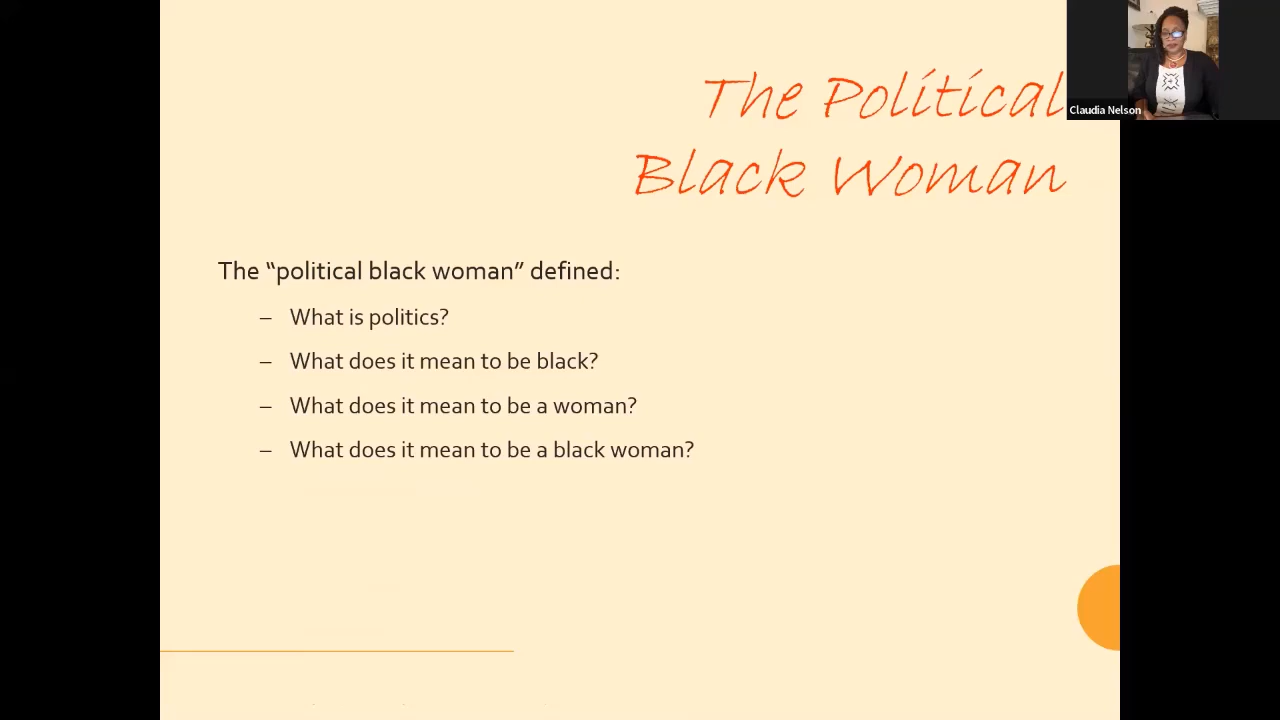 The Political
Black Woman
Claudia Nelson
The “political black woman” defined:
– What is politics?
– What does it mean to be black?
– What does it mean to be a woman?
– What does it mean to be a black woman?